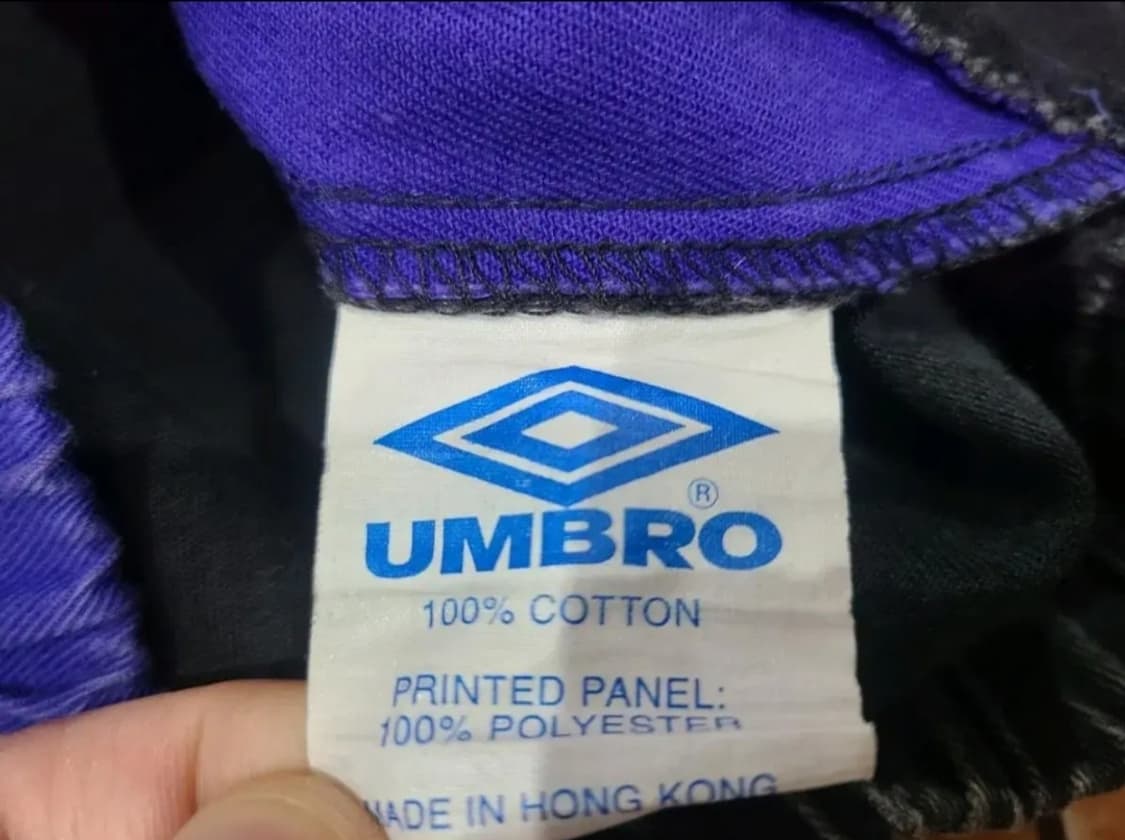 ®
UMBRO
100% COTTON
PRINTED PANEL:
100% POLYESTER
MADE IN HONG KONG